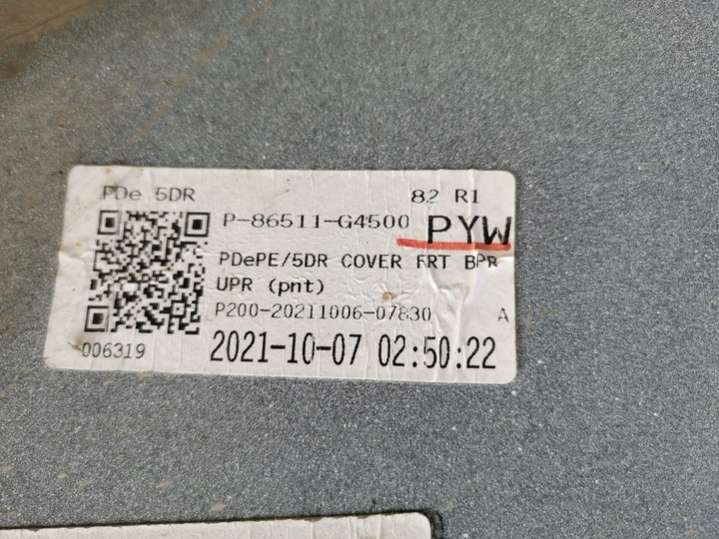 PDe 5DR 82 R1
P-86511-G4500 PYW
PDePE/5DR COVER FRT BPR
UPR (pnt)
P200-20211006-07830 A
006319 2021-10-07 02:50:22